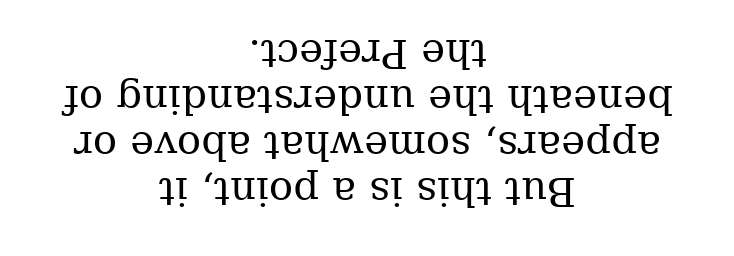 But this is a point, it
appears, somewhat above or
beneath the understanding of
the Prefect.